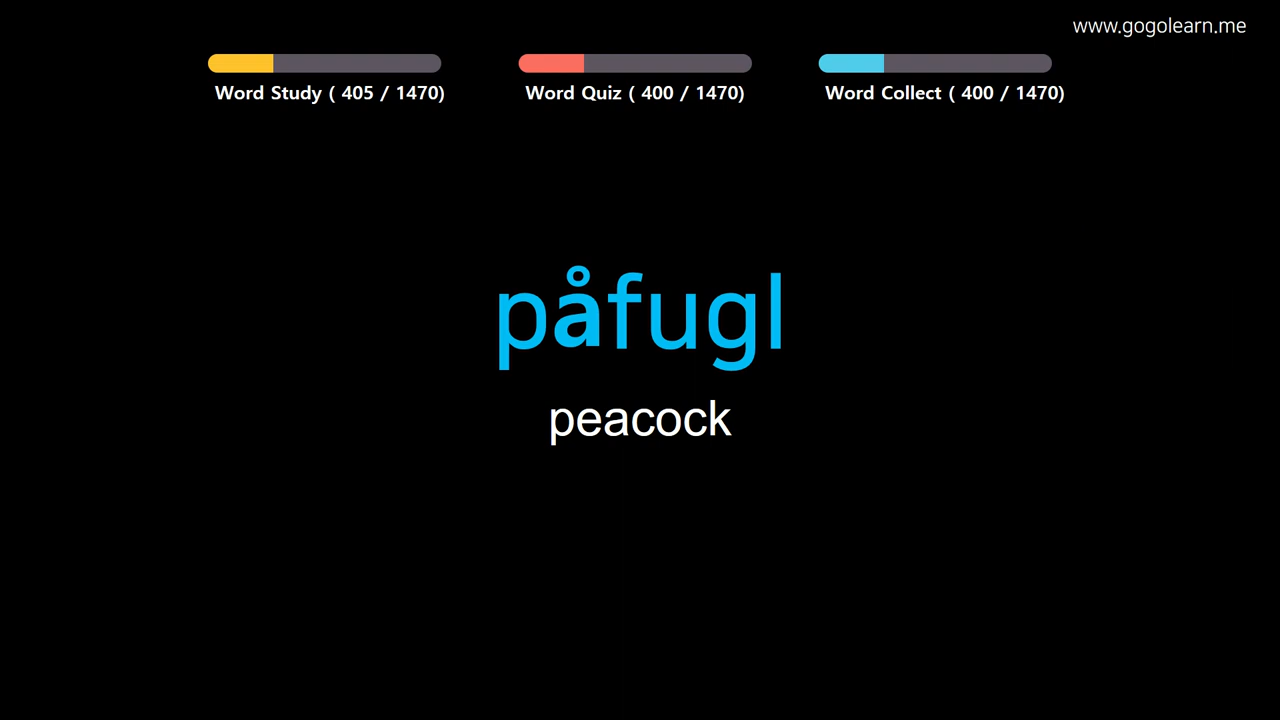 www.gogolearn.me
Word Study ( 405 / 1470)
Word Quiz ( 400 / 1470)
Word Collect ( 400 / 1470)
påfugl
peacock